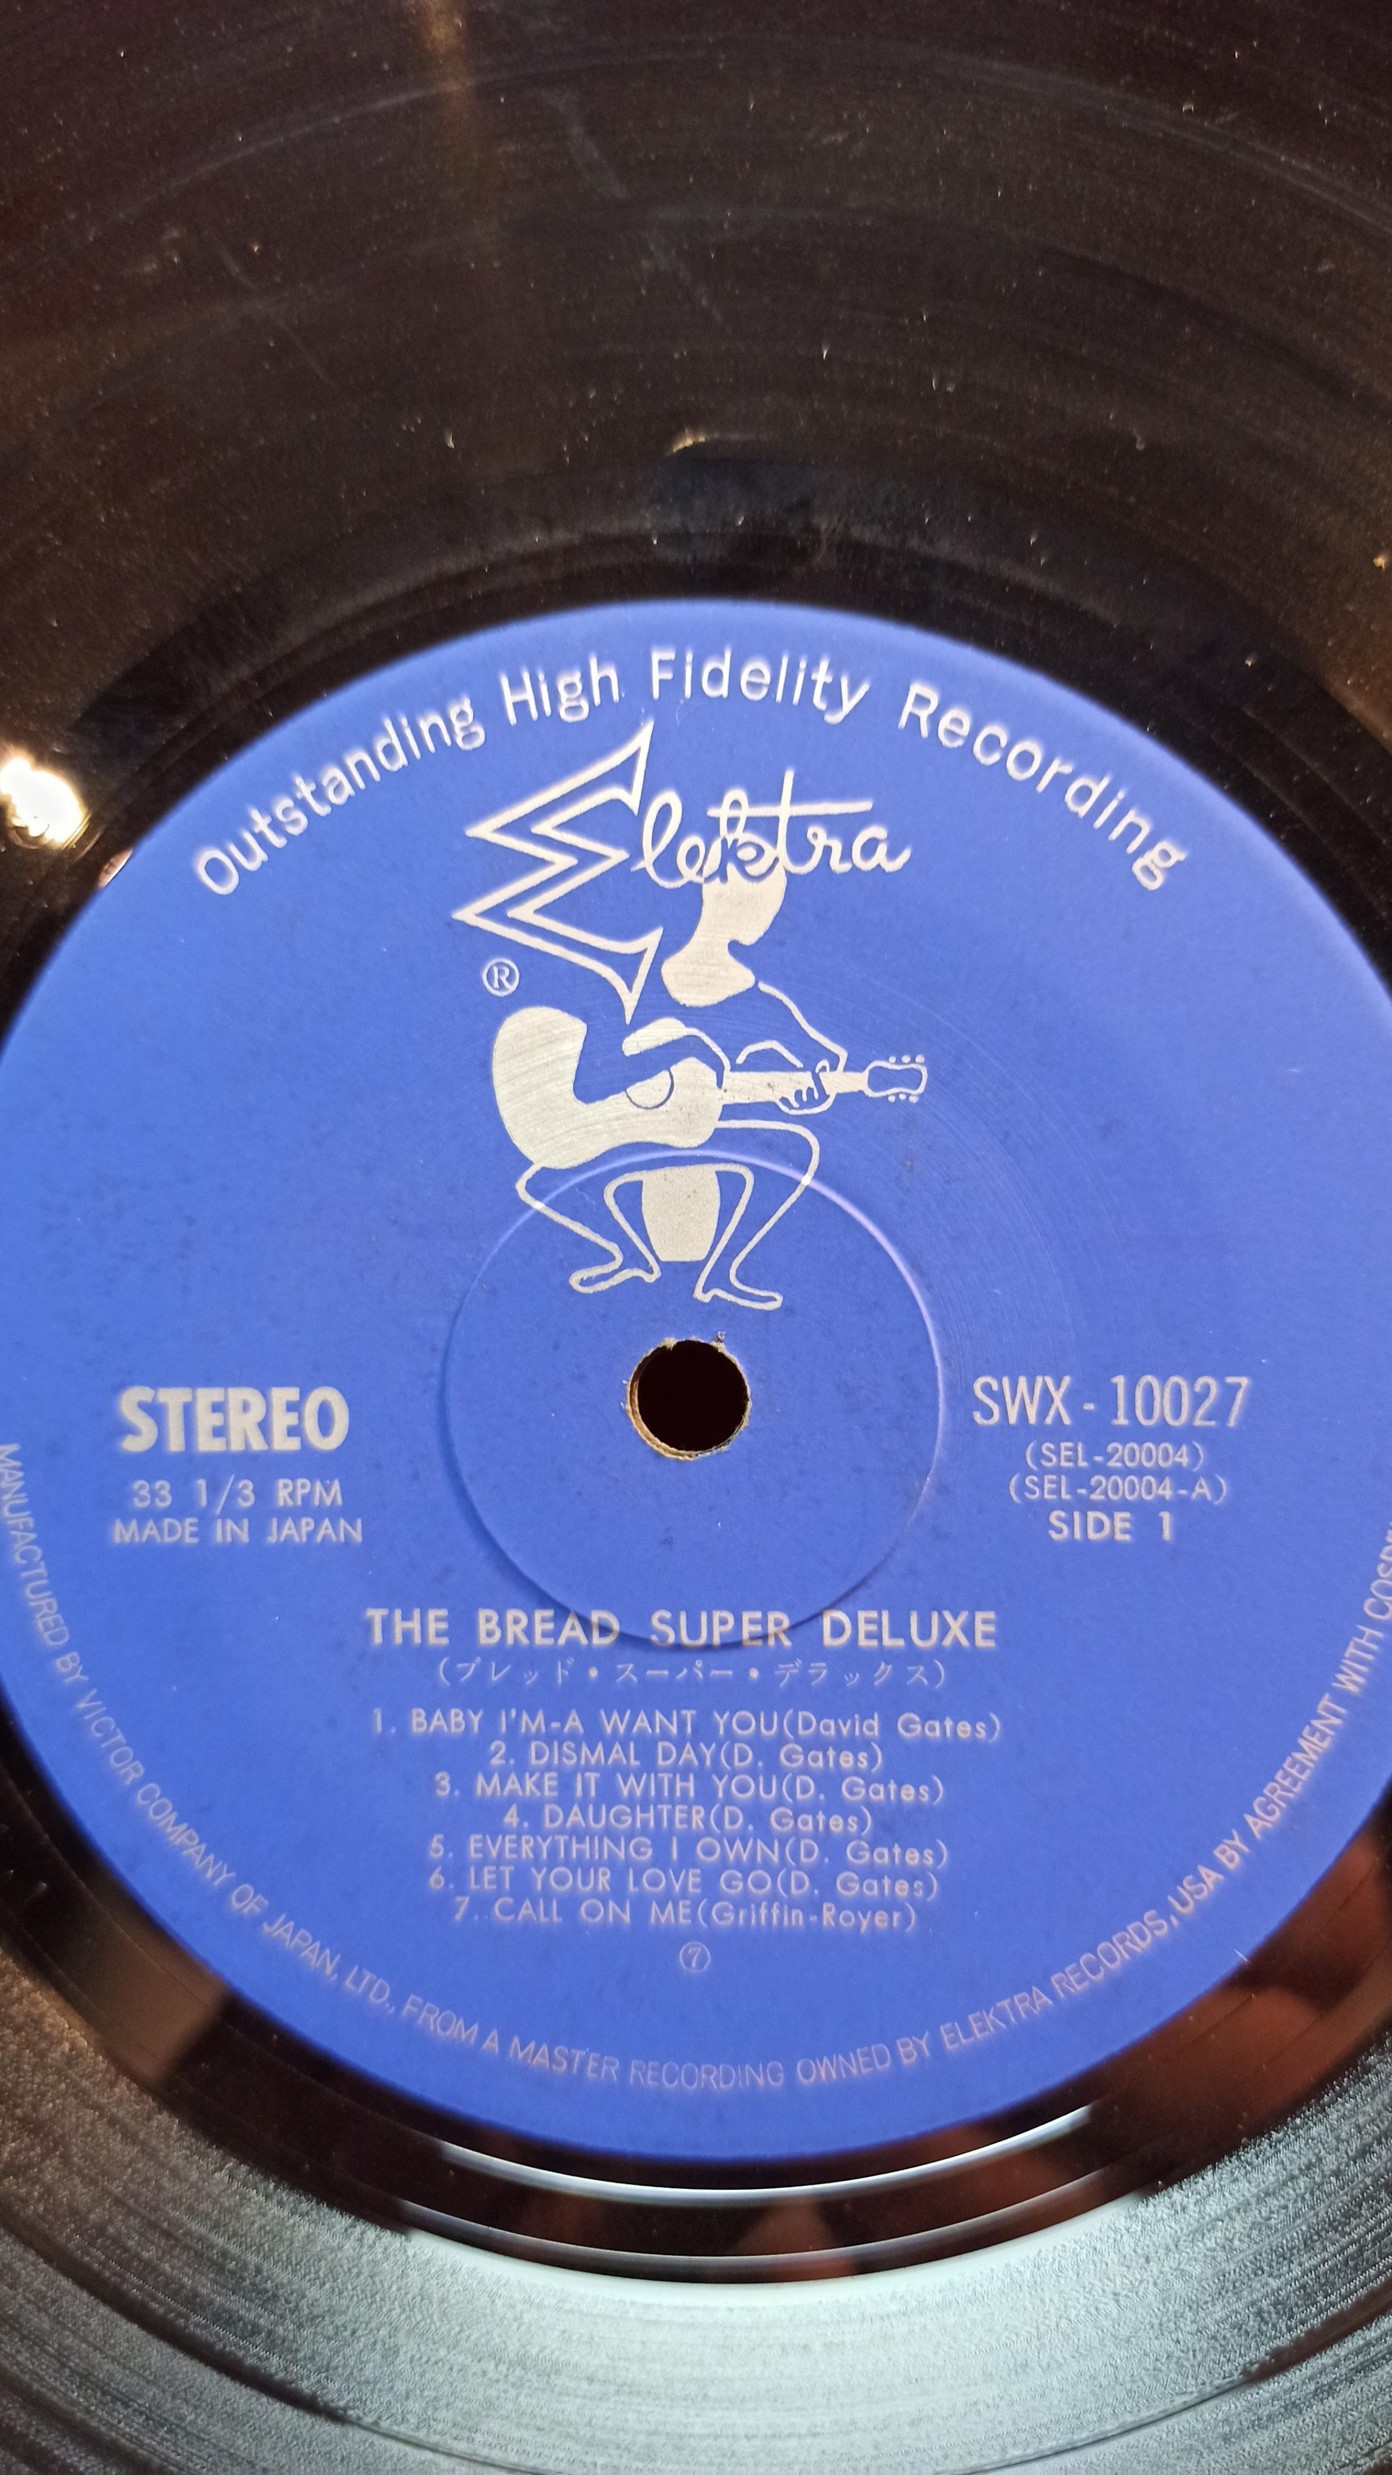 Outstanding High Fidelity Recording
Elektra
®
STEREO
33 1/3 RPM
MADE IN JAPAN
SWX-10027
(SEL-20004)
(SEL-20004-A)
SIDE 1
THE BREAD SUPER DELUXE
(ブレッド・スーパー・デラックス)
1. BABY I'M-A WANT YOU(David Gates)
2. DISMAL DAY(D. Gates)
3. MAKE IT WITH YOU(D. Gates)
4. DAUGHTER(D. Gates)
5. EVERYTHING I OWN(D. Gates)
6. LET YOUR LOVE GO(D. Gates)
7. CALL ON ME(Griffin-Royer)
⑦
MANUFACTURED BY VICTOR COMPANY OF JAPAN, LTD., FROM A MASTER RECORDING OWNED BY ELEKTRA RECORDS, USA BY AGREEMENT WITH